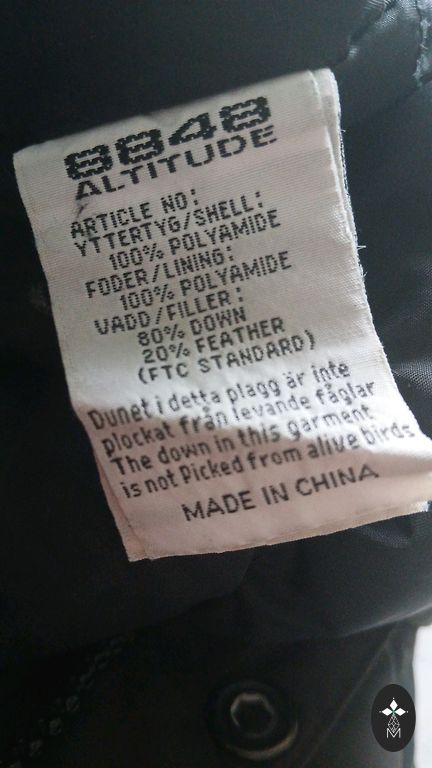 8848
ALTITUDE
ARTICLE NO:
YTTERTYG/SHELL:
100% POLYAMIDE
FODER/LINING:
100% POLYAMIDE
VADD/FILLER:
80% DOWN
20% FEATHER
(FTC STANDARD)
Dunet i detta plagg är inte
plockat från levande fåglar
The down in this garment
is not Picked from alive birds
MADE IN CHINA
M